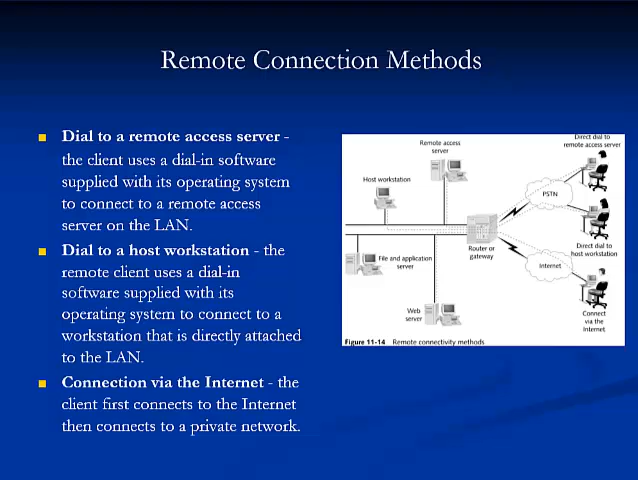 Remote Connection Methods
Dial to a remote access server -
the client uses a dial-in software
supplied with its operating system
to connect to a remote access
server on the LAN.
Dial to a host workstation - the
remote client uses a dial-in
software supplied with its
operating system to connect to a
workstation that is directly attached
to the LAN.
Connection via the Internet - the
client first connects to the Internet
then connects to a private network.
Direct dial to
remote access server
Remote access
server
Host workstation
PSTN
Router or
gateway
Direct dial to
host workstation
File and application
server
Internet
Web
server
Connect
via the
Internet
Figure 11-14 Remote connectivity methods